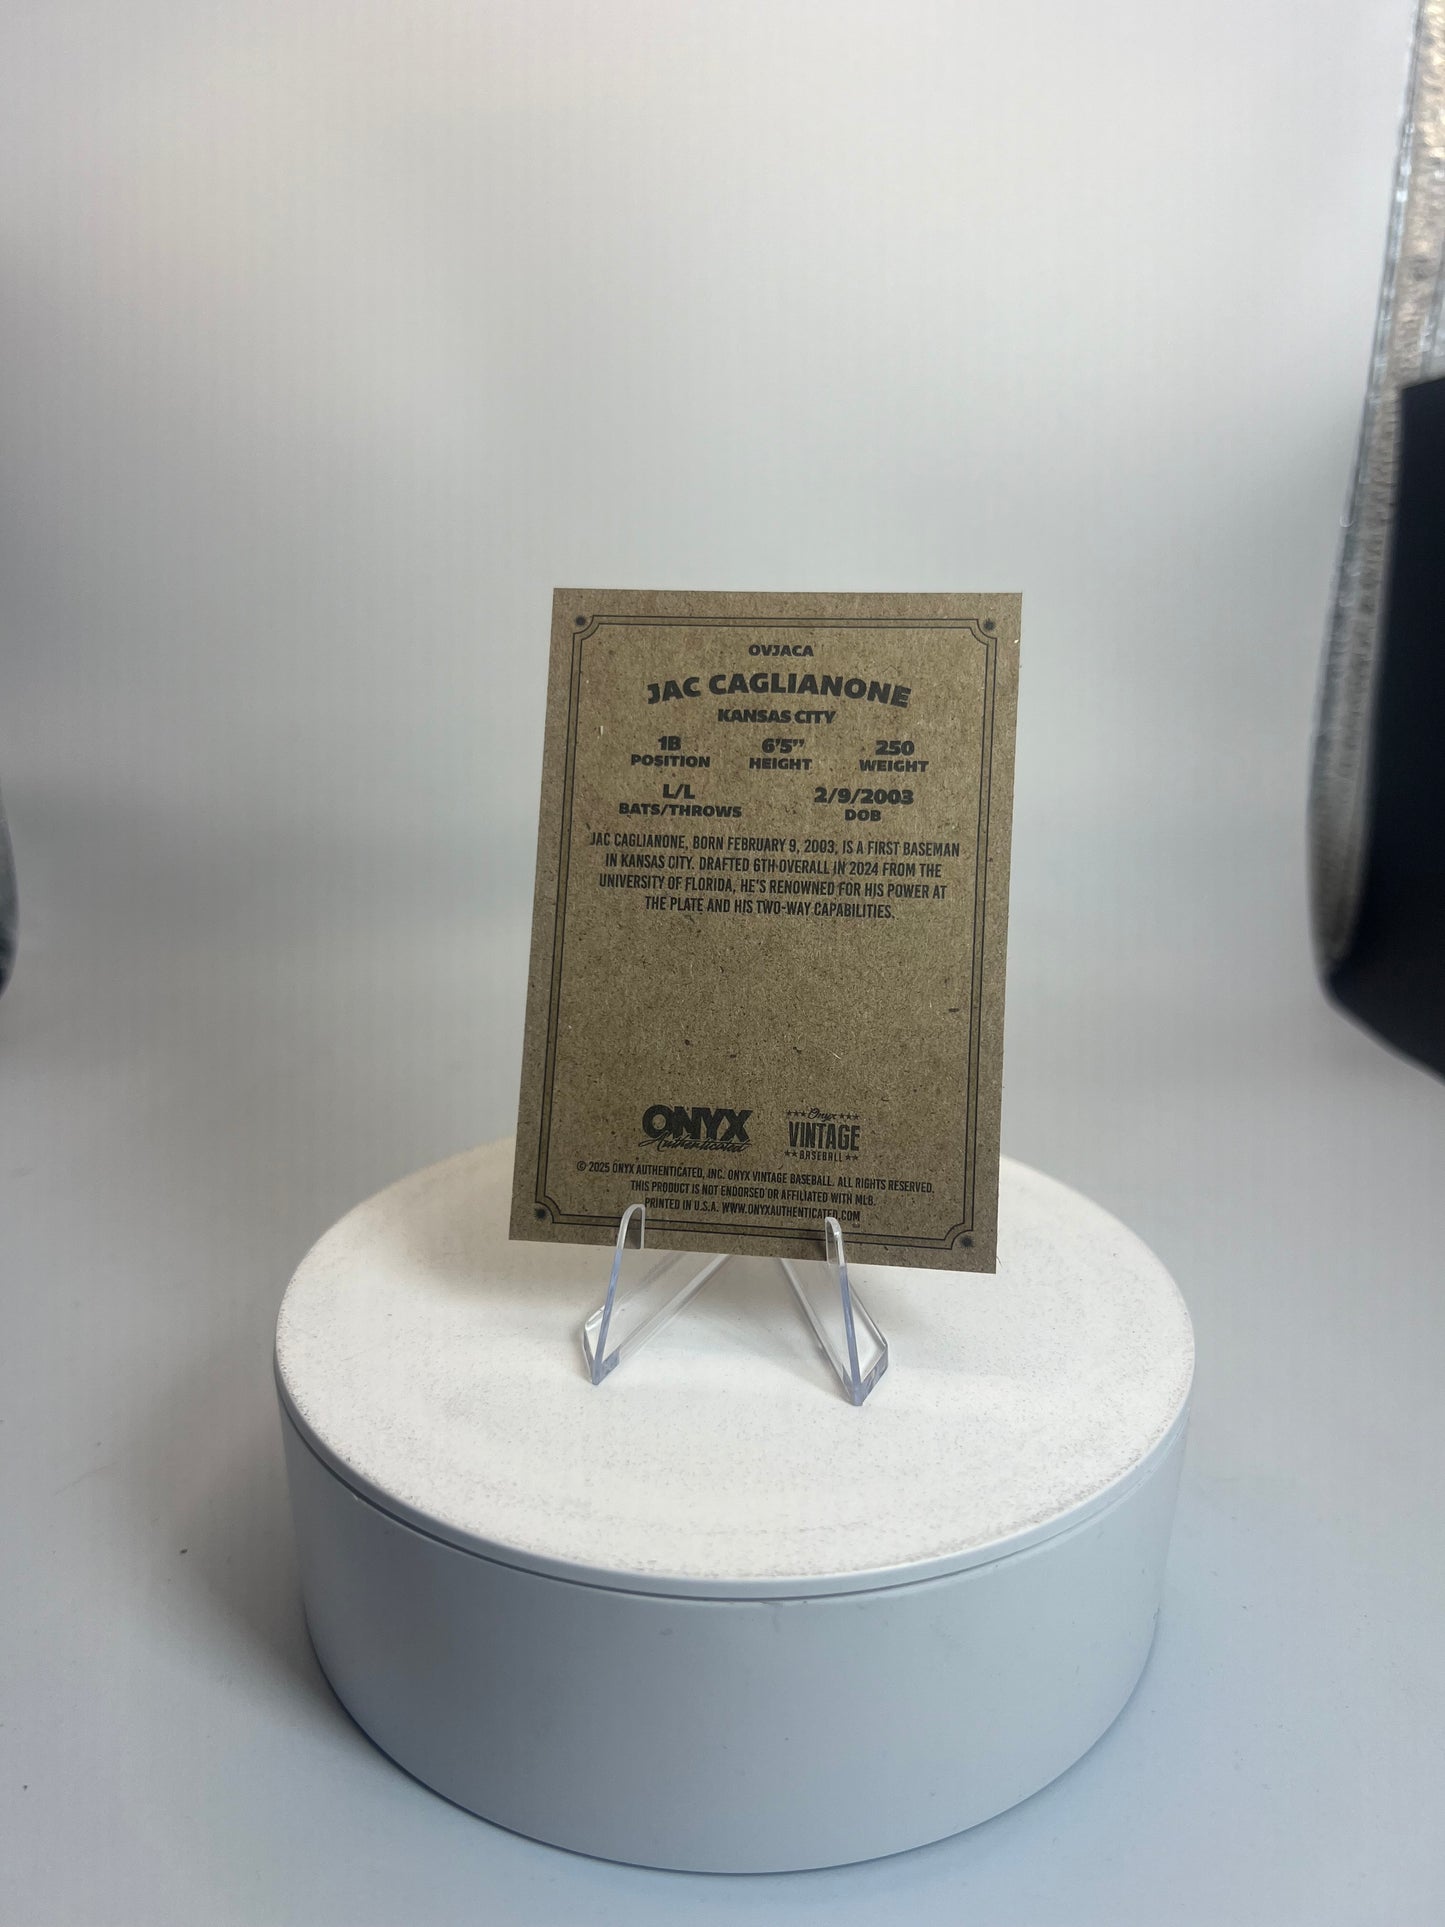 OVJACA
JAC CAGLIANONE
KANSAS CITY
1B 6'5" 250
POSITION HEIGHT WEIGHT
L/L 2/9/2003
BATS/THROWS DOB
JAC CAGLIANONE, BORN FEBRUARY 9, 2003, IS A FIRST BASEMAN
IN KANSAS CITY. DRAFTED 6TH OVERALL IN 2024 FROM THE
UNIVERSITY OF FLORIDA, HE'S RENOWNED FOR HIS POWER AT
THE PLATE AND HIS TWO-WAY CAPABILITIES.
ONYX
Authenticated
Onyx
VINTAGE
BASEBALL
© 2025 ONYX AUTHENTICATED, INC. ONYX VINTAGE BASEBALL. ALL RIGHTS RESERVED.
THIS PRODUCT IS NOT ENDORSED OR AFFILIATED WITH MLB.
PRINTED IN U.S.A. WWW.ONYXAUTHENTICATED.COM